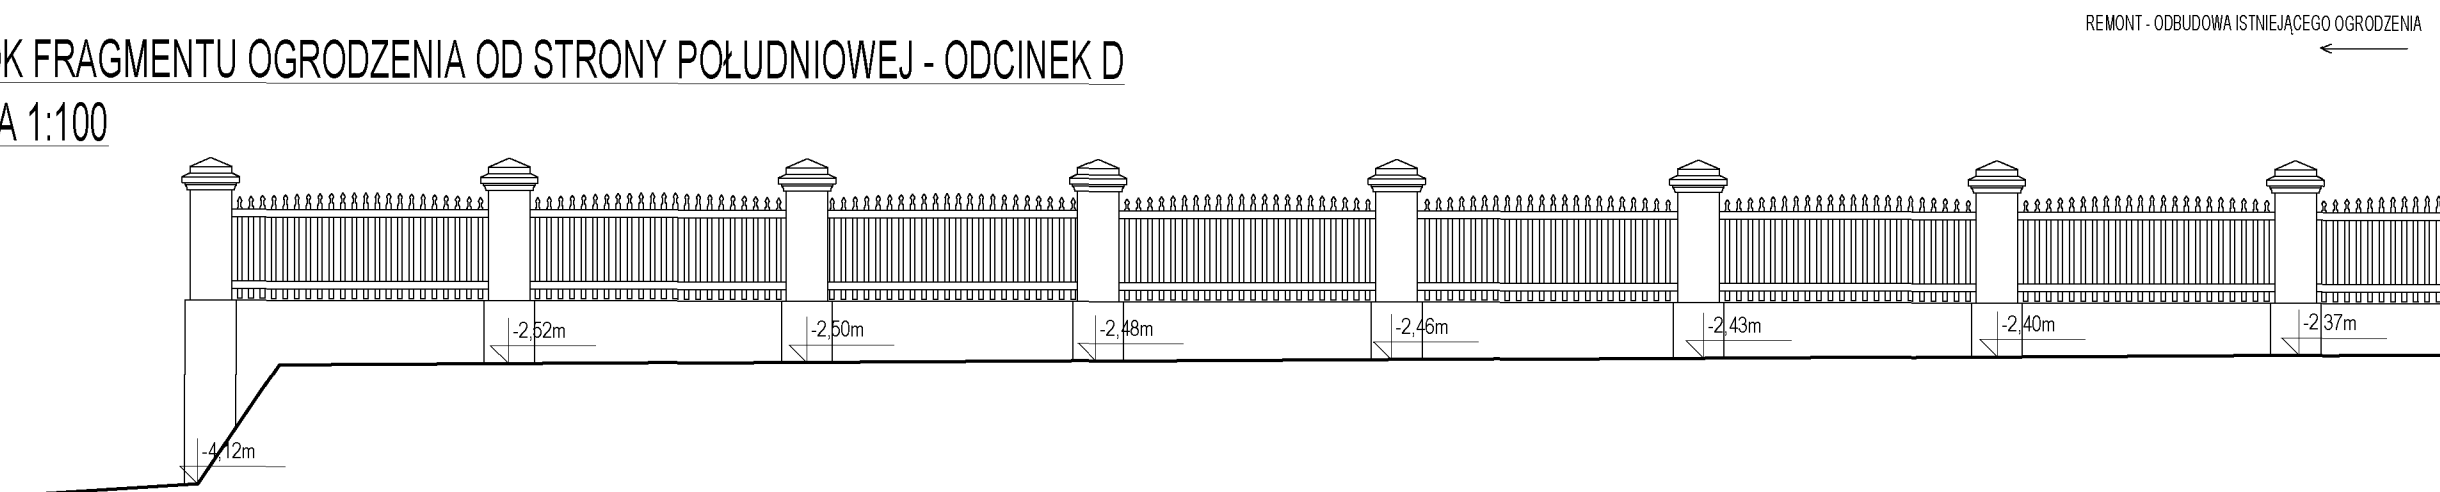 REMONT - ODBUDOWA ISTNIEJĄCEGO OGRODZENIA
FRAGMENTU OGRODZENIA OD STRONY POŁUDNIOWEJ - ODCINEK D
1:100
-2,52m
-2,50m
-2,48m
-2,46m
-2,43m
-2,40m
-2,37m
-4,12m